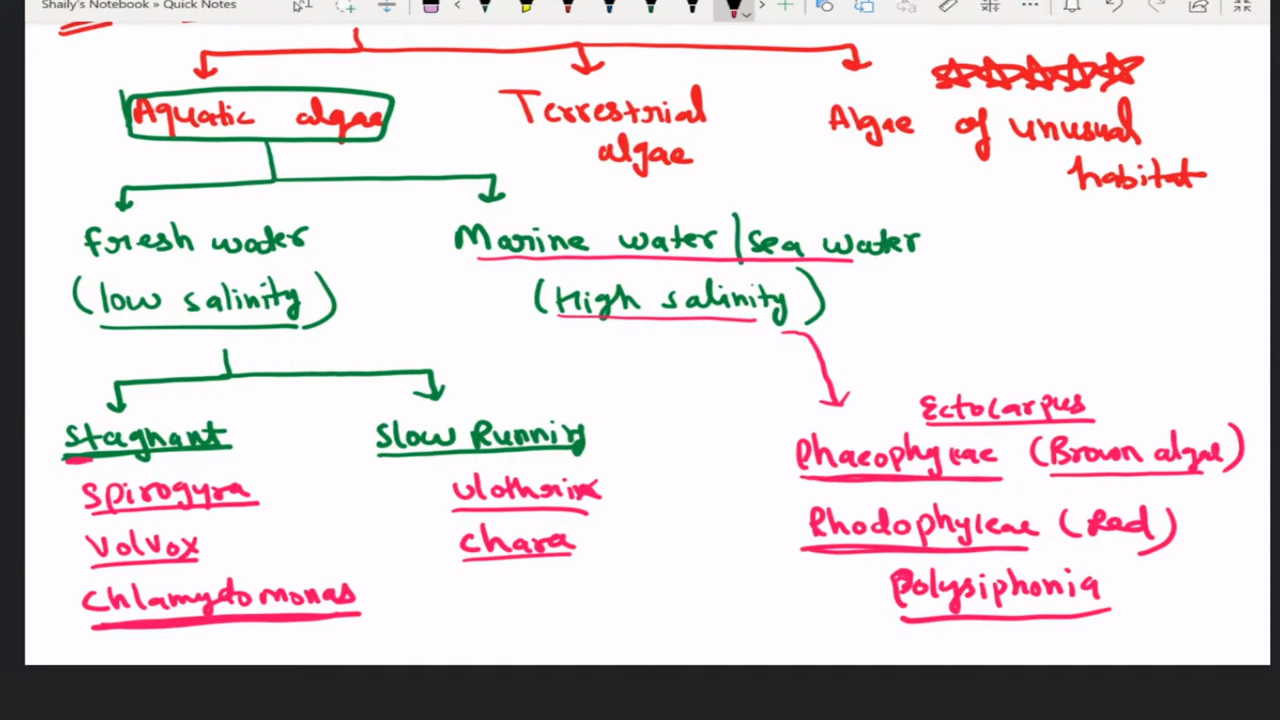 Shaily's Notebook » Quick Notes
Aquatic algae
Terrestrial
algae
Algae of unusual
habitat
fresh water
(low salinity)
Marine water | sea water
(High salinity)
Stagnant
Spirogyra
Volvox
Chlamydomonas
Slow Running
Ulothrix
Chara
Ectocarpus
Phaeophyceae (Brown algae)
Rhodophyceae (Red)
Polysiphonia